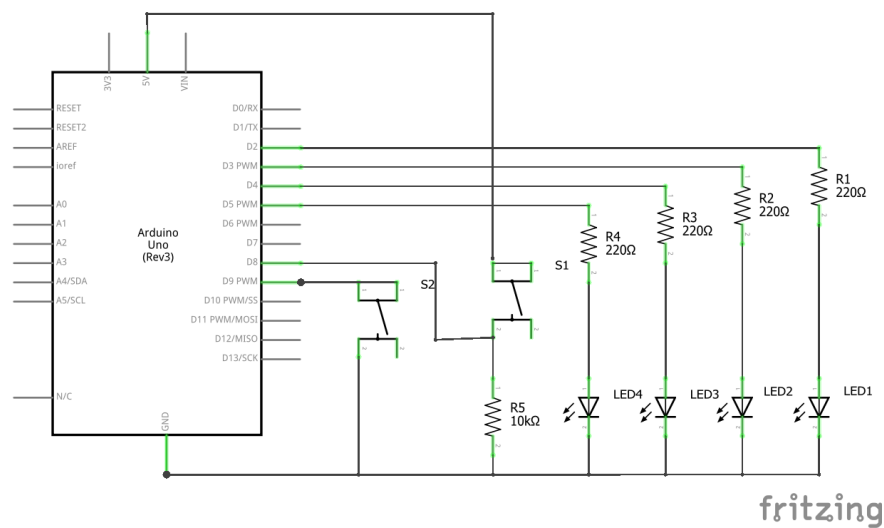 3V3
5V
VIN
RESET
RESET2
AREF
ioref
A0
A1
A2
A3
A4/SDA
A5/SCL
N/C
Arduino
Uno
(Rev3)
D0/RX
D1/TX
D2
D3 PWM
D4
D5 PWM
D6 PWM
D7
D8
D9 PWM
D10 PWM/SS
D11 PWM/MOSI
D12/MISO
D13/SCK
GND
S2
S1
R5
10kΩ
R4
220Ω
R3
220Ω
R2
220Ω
R1
220Ω
LED4
LED3
LED2
LED1
fritzing